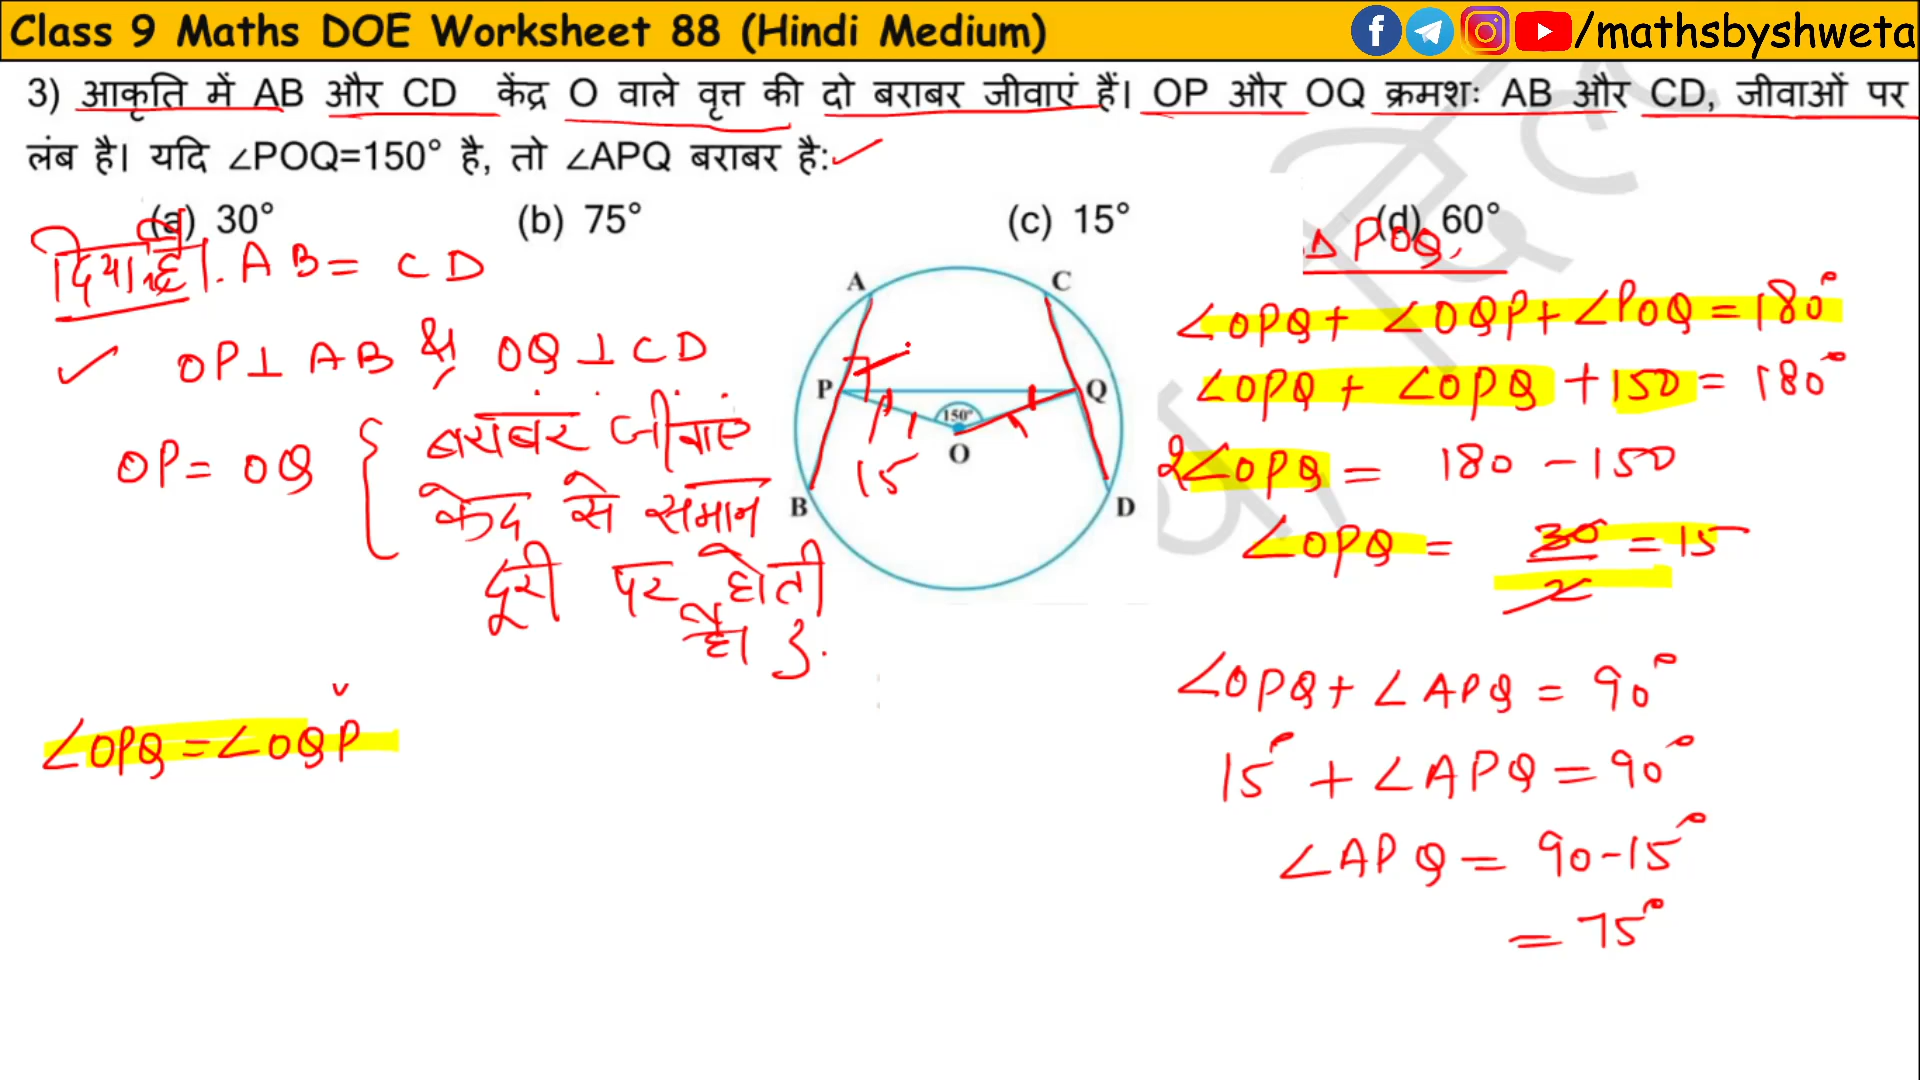 Class 9 Maths DOE Worksheet 88 (Hindi Medium)
/mathsbyshweta
3) आकृति में AB और CD केंद्र O वाले वृत्त की दो बराबर जीवाएं हैं। OP और OQ क्रमशः AB और CD, जीवाओं पर
लंब है। यदि ∠POQ=150° है, तो ∠APQ बराबर है:
(a) 30° (b) 75° (c) 15° (d) 60°
दिया है। AB = CD
OP ⊥ AB और OQ ⊥ CD
OP = OQ { बराबर जीवाएं
केंद्र से समान
दूरी पर होती
है। }
∠OPQ = ∠OQP
A C
P Q
150°
O
15
B D
Δ POQ,
∠OPQ + ∠OQP + ∠POQ = 180°
∠OPQ + ∠OPQ + 150 = 180°
2∠OPQ = 180 - 150
∠OPQ = 30/2 = 15
∠OPQ + ∠APQ = 90°
15° + ∠APQ = 90°
∠APQ = 90 - 15°
= 75°